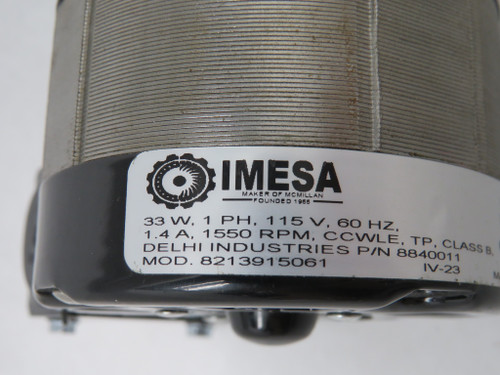 IMESA
MAKER OF MCMILLAN
FOUNDED 1965
33 W, 1 PH, 115 V, 60 HZ,
1.4 A, 1550 RPM, CCWLE, TP, CLASS B,
DELHI INDUSTRIES P/N 8840011
MOD. 8213915061 IV-23